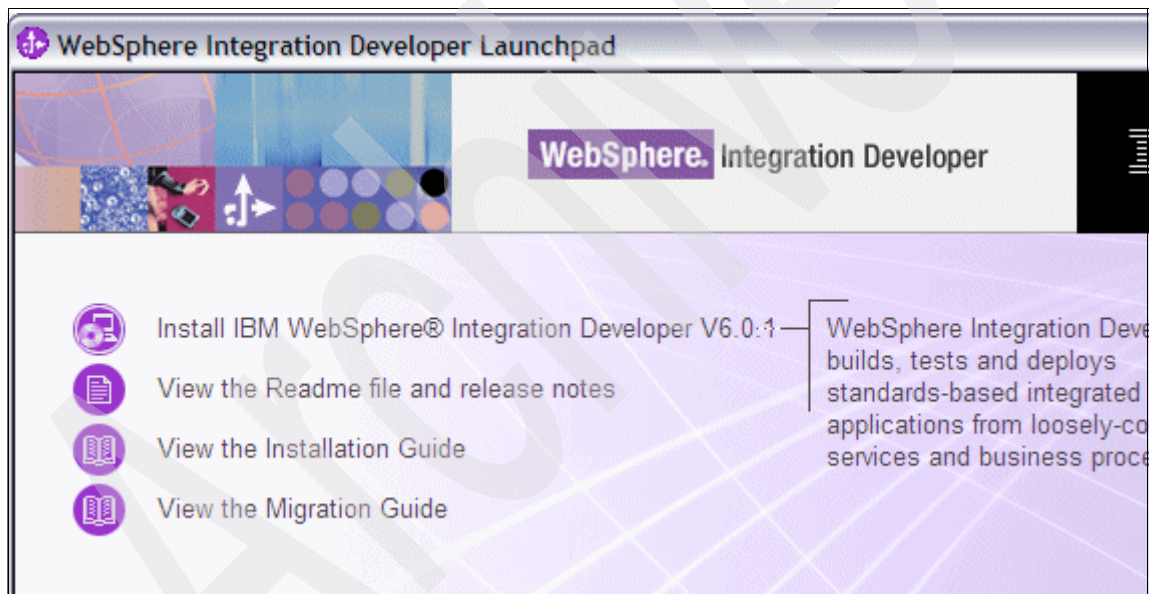 WebSphere Integration Developer Launchpad
WebSphere. Integration Developer
Install IBM WebSphere® Integration Developer V6.0.1
View the Readme file and release notes
View the Installation Guide
View the Migration Guide
WebSphere Integration Deve
builds, tests and deploys
standards-based integrated
applications from loosely-co
services and business proce
Archive